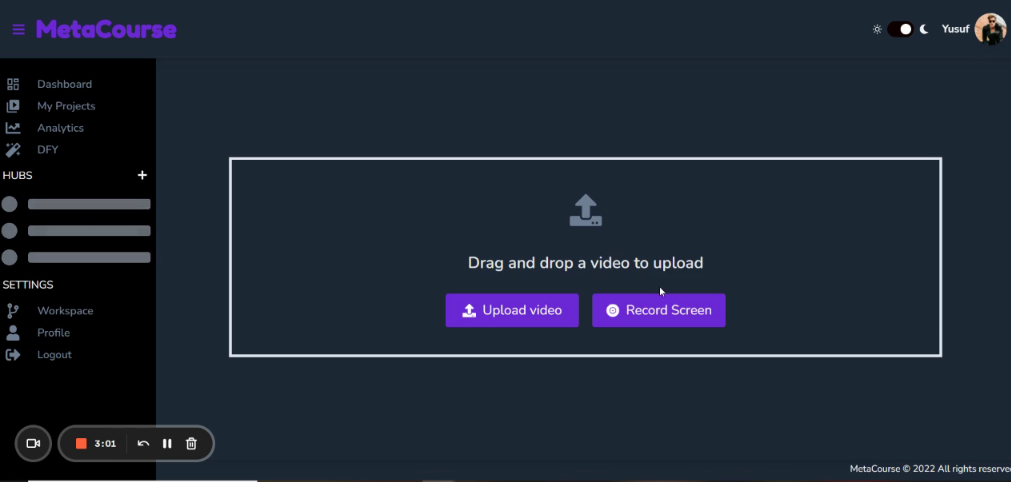 MetaCourse
Yusuf
Dashboard
My Projects
Analytics
DFY
HUBS
SETTINGS
Workspace
Profile
Logout
Drag and drop a video to upload
Upload video
Record Screen
3:01
MetaCourse © 2022 All rights reserve